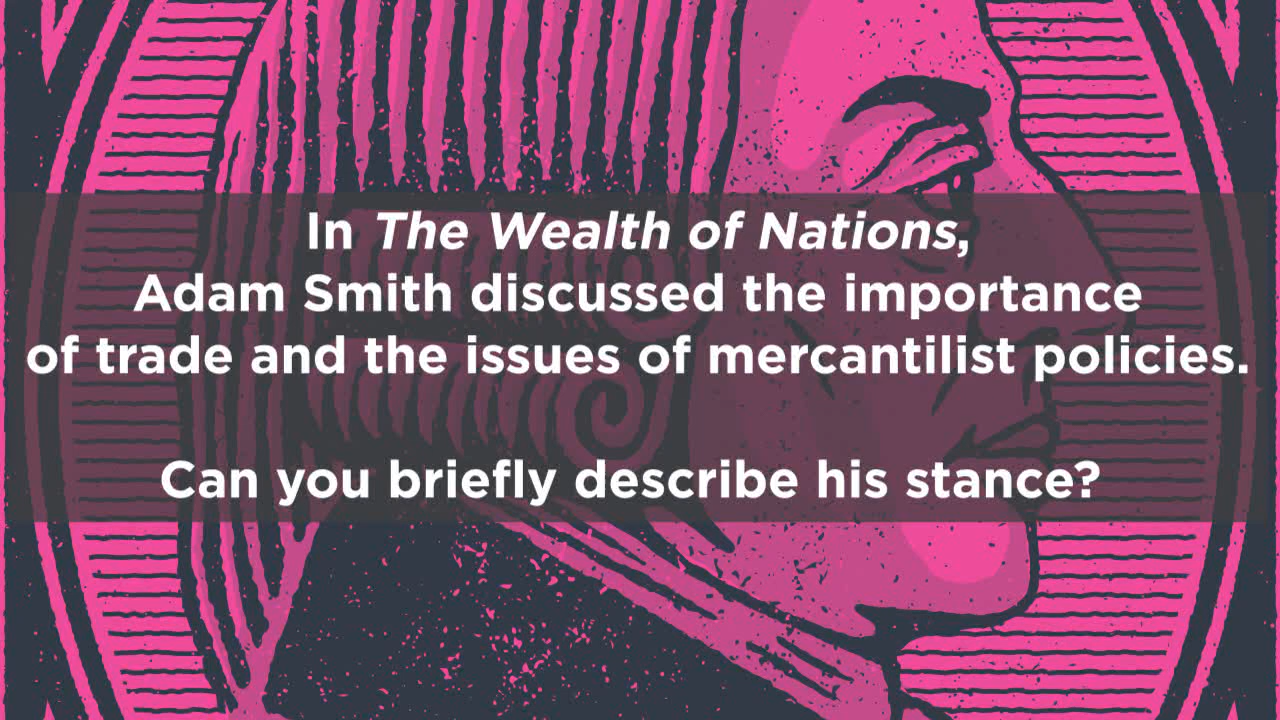 In The Wealth of Nations,
Adam Smith discussed the importance
of trade and the issues of mercantilist policies.
Can you briefly describe his stance?